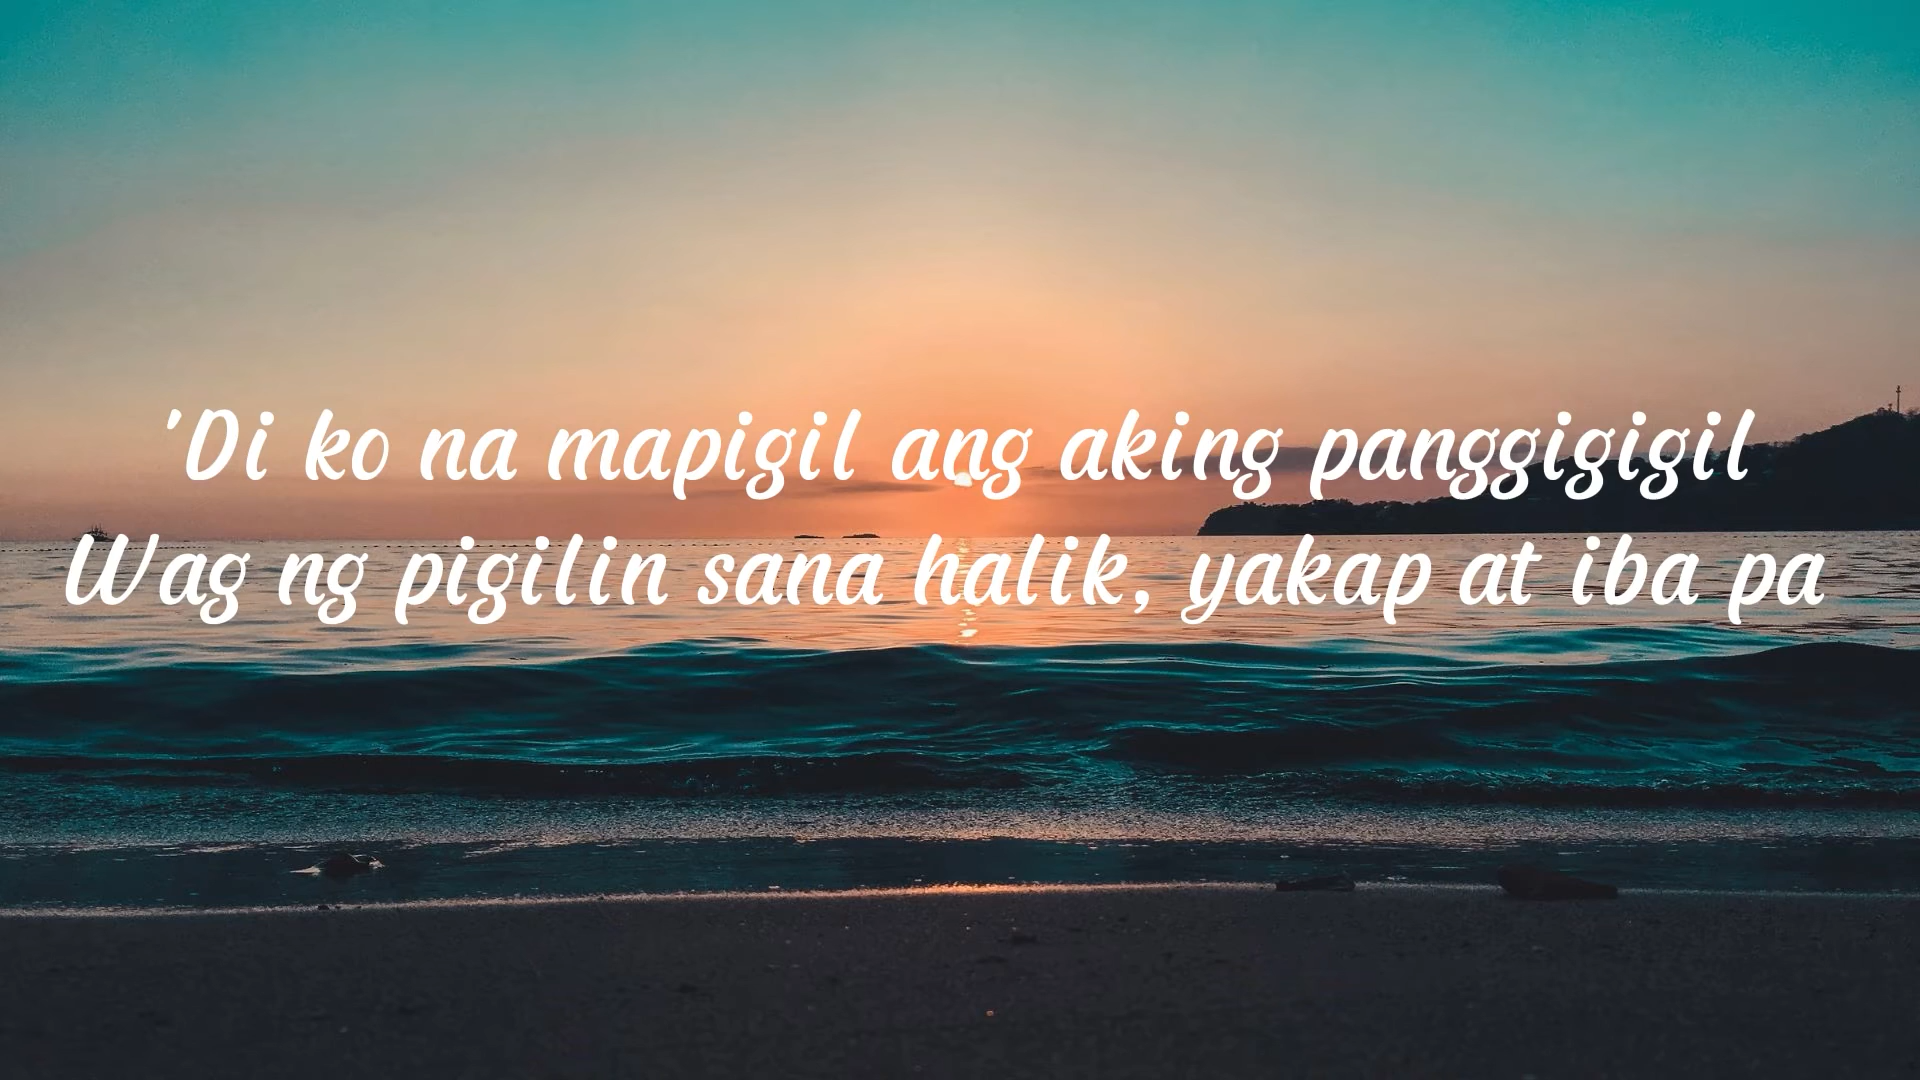 'Di ko na mapigil ang aking panggigigil
Wag ng pigilin sana halik, yakap at iba pa